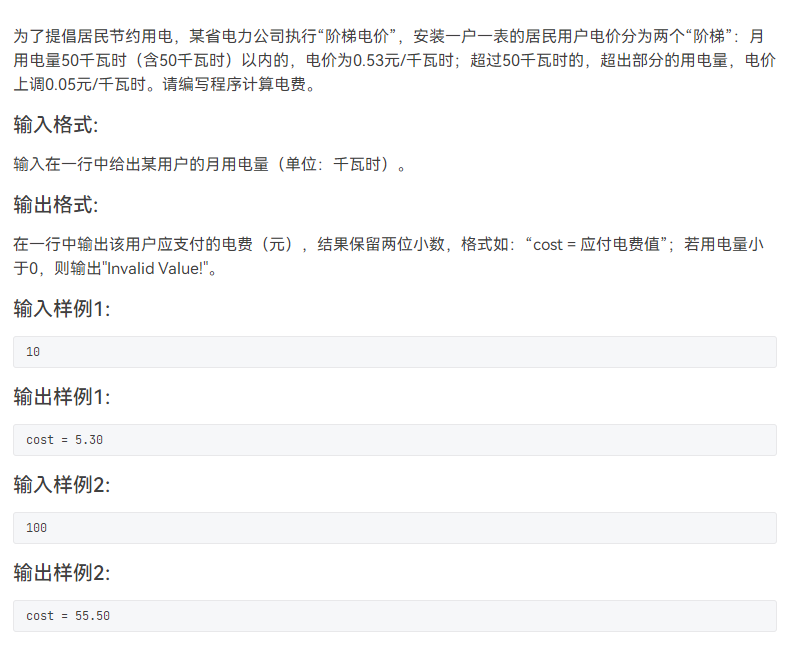 为了提倡居民节约用电，某省电力公司执行“阶梯电价”，安装一户一表的居民用户电价分为两个“阶梯”：月
用电量50千瓦时（含50千瓦时）以内的，电价为0.53元/千瓦时；超过50千瓦时的，超出部分的用电量，电价
上调0.05元/千瓦时。请编写程序计算电费。
输入格式:
输入在一行中给出某用户的月用电量（单位：千瓦时）。
输出格式:
在一行中输出该用户应支付的电费（元），结果保留两位小数，格式如：“cost = 应付电费值”；若用电量小
于0，则输出"Invalid Value!"。
输入样例1:
10
输出样例1:
cost = 5.30
输入样例2:
100
输出样例2:
cost = 55.50